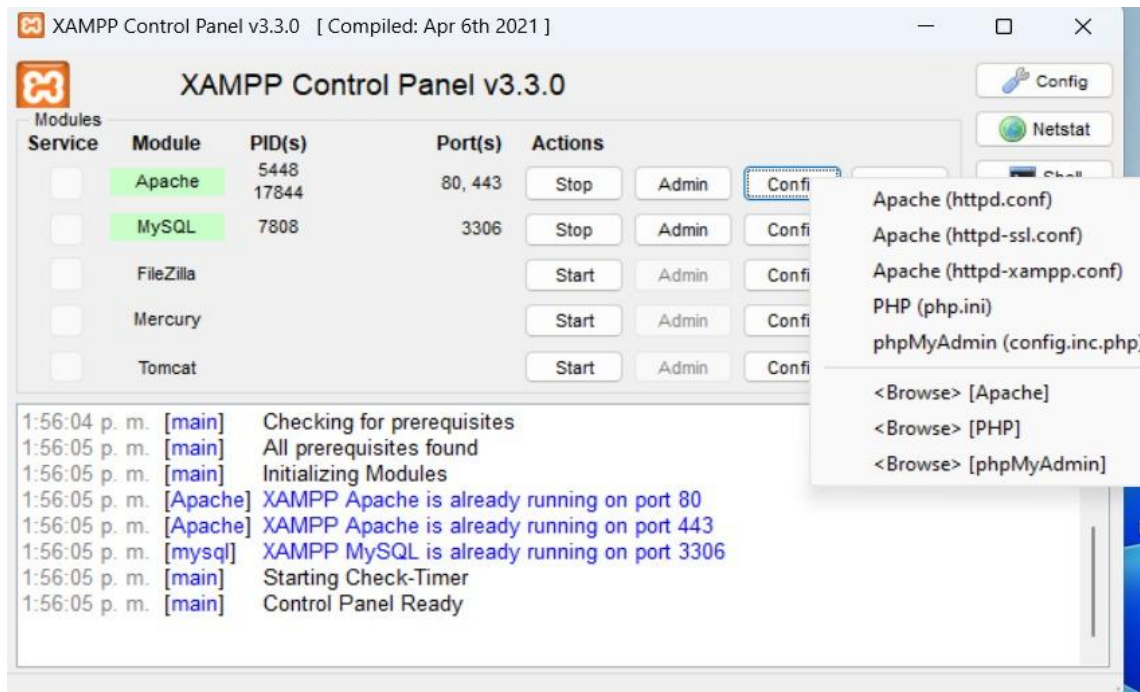 XAMPP Control Panel v3.3.0 [ Compiled: Apr 6th 2021 ]
XAMPP Control Panel v3.3.0
Config
Modules
Netstat
Service Module PID(s) Port(s) Actions
Shell
Apache 5448 17844 80, 443 Stop Admin Confi
MySQL 7808 3306 Stop Admin Confi
FileZilla Start Admin Confi
Mercury Start Admin Confi
Tomcat Start Admin Confi
Apache (httpd.conf)
Apache (httpd-ssl.conf)
Apache (httpd-xampp.conf)
PHP (php.ini)
phpMyAdmin (config.inc.php)
<Browse> [Apache]
<Browse> [PHP]
<Browse> [phpMyAdmin]
1:56:04 p. m. [main] Checking for prerequisites
1:56:05 p. m. [main] All prerequisites found
1:56:05 p. m. [main] Initializing Modules
1:56:05 p. m. [Apache] XAMPP Apache is already running on port 80
1:56:05 p. m. [Apache] XAMPP Apache is already running on port 443
1:56:05 p. m. [mysql] XAMPP MySQL is already running on port 3306
1:56:05 p. m. [main] Starting Check-Timer
1:56:05 p. m. [main] Control Panel Ready